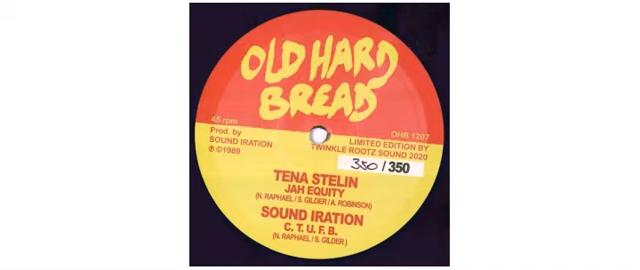 OLD HARD
BREAD
45 rpm
Prod. by
SOUND IRATION
℗ ©1989
OHB 1207
LIMITED EDITION BY
TWINKLE ROOTZ SOUND 2020
350/350
TENA STELIN
JAH EQUITY
(N. RAPHAEL / S. GILDER / A. ROBINSON)
SOUND IRATION
C. T. U. F. B.
(N. RAPHAEL / S. GILDER )